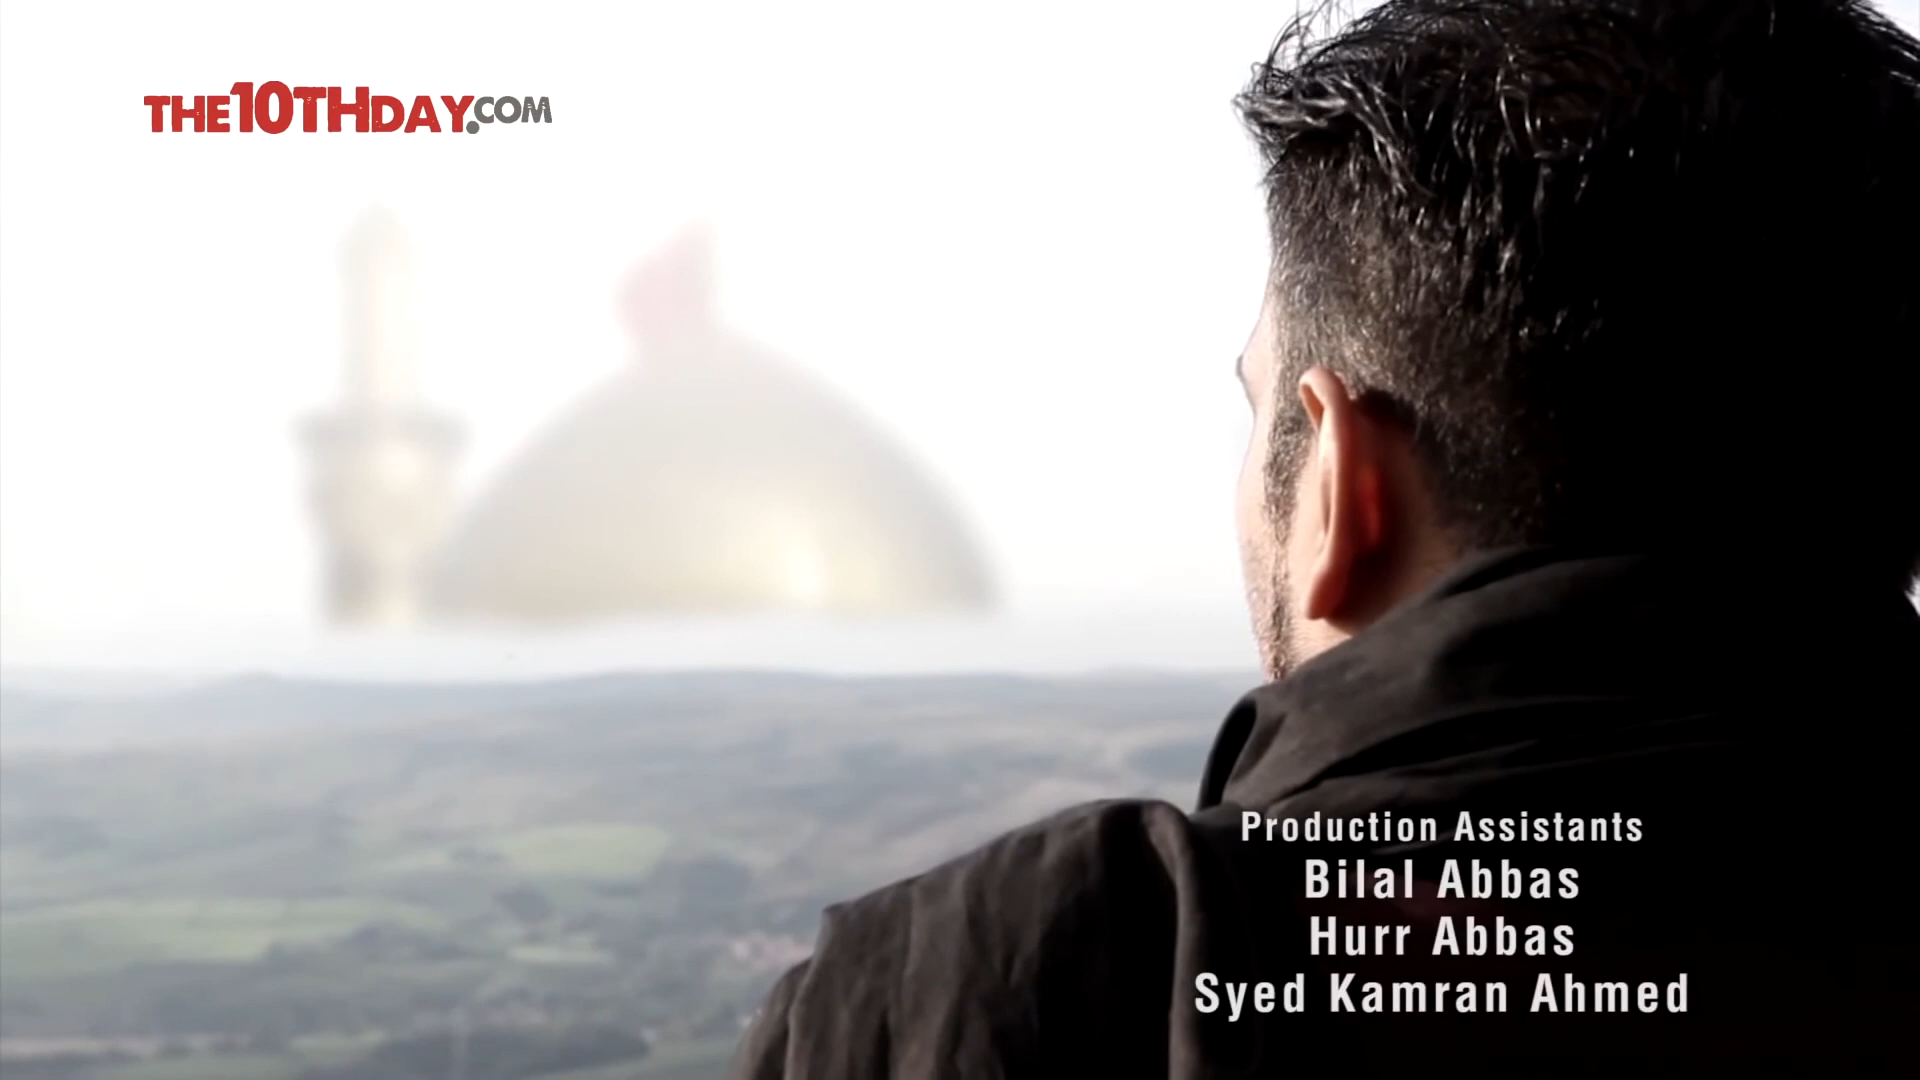 THE10THDAY.COM
Production Assistants
Bilal Abbas
Hurr Abbas
Syed Kamran Ahmed